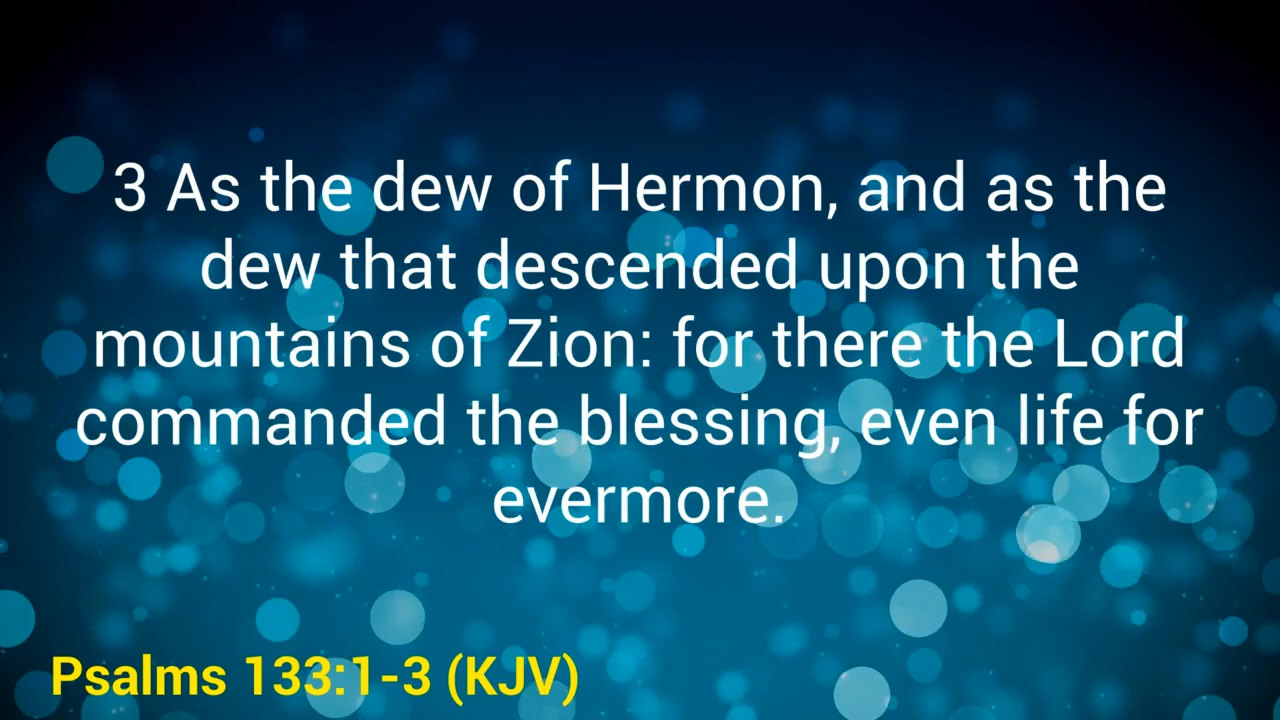 3 As the dew of Hermon, and as the
dew that descended upon the
mountains of Zion: for there the Lord
commanded the blessing, even life for
evermore.
Psalms 133:1-3 (KJV)